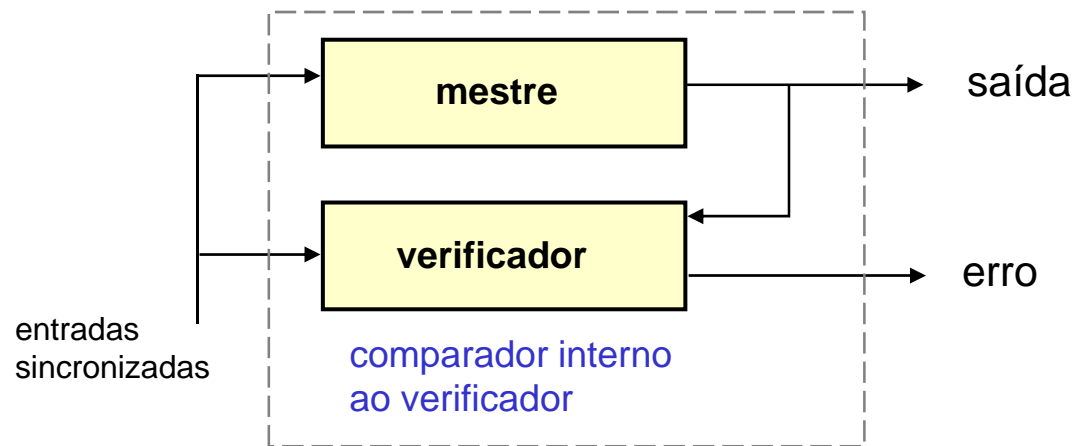 mestre
saída
verificador
erro
entradas
sincronizadas
comparador interno
ao verificador